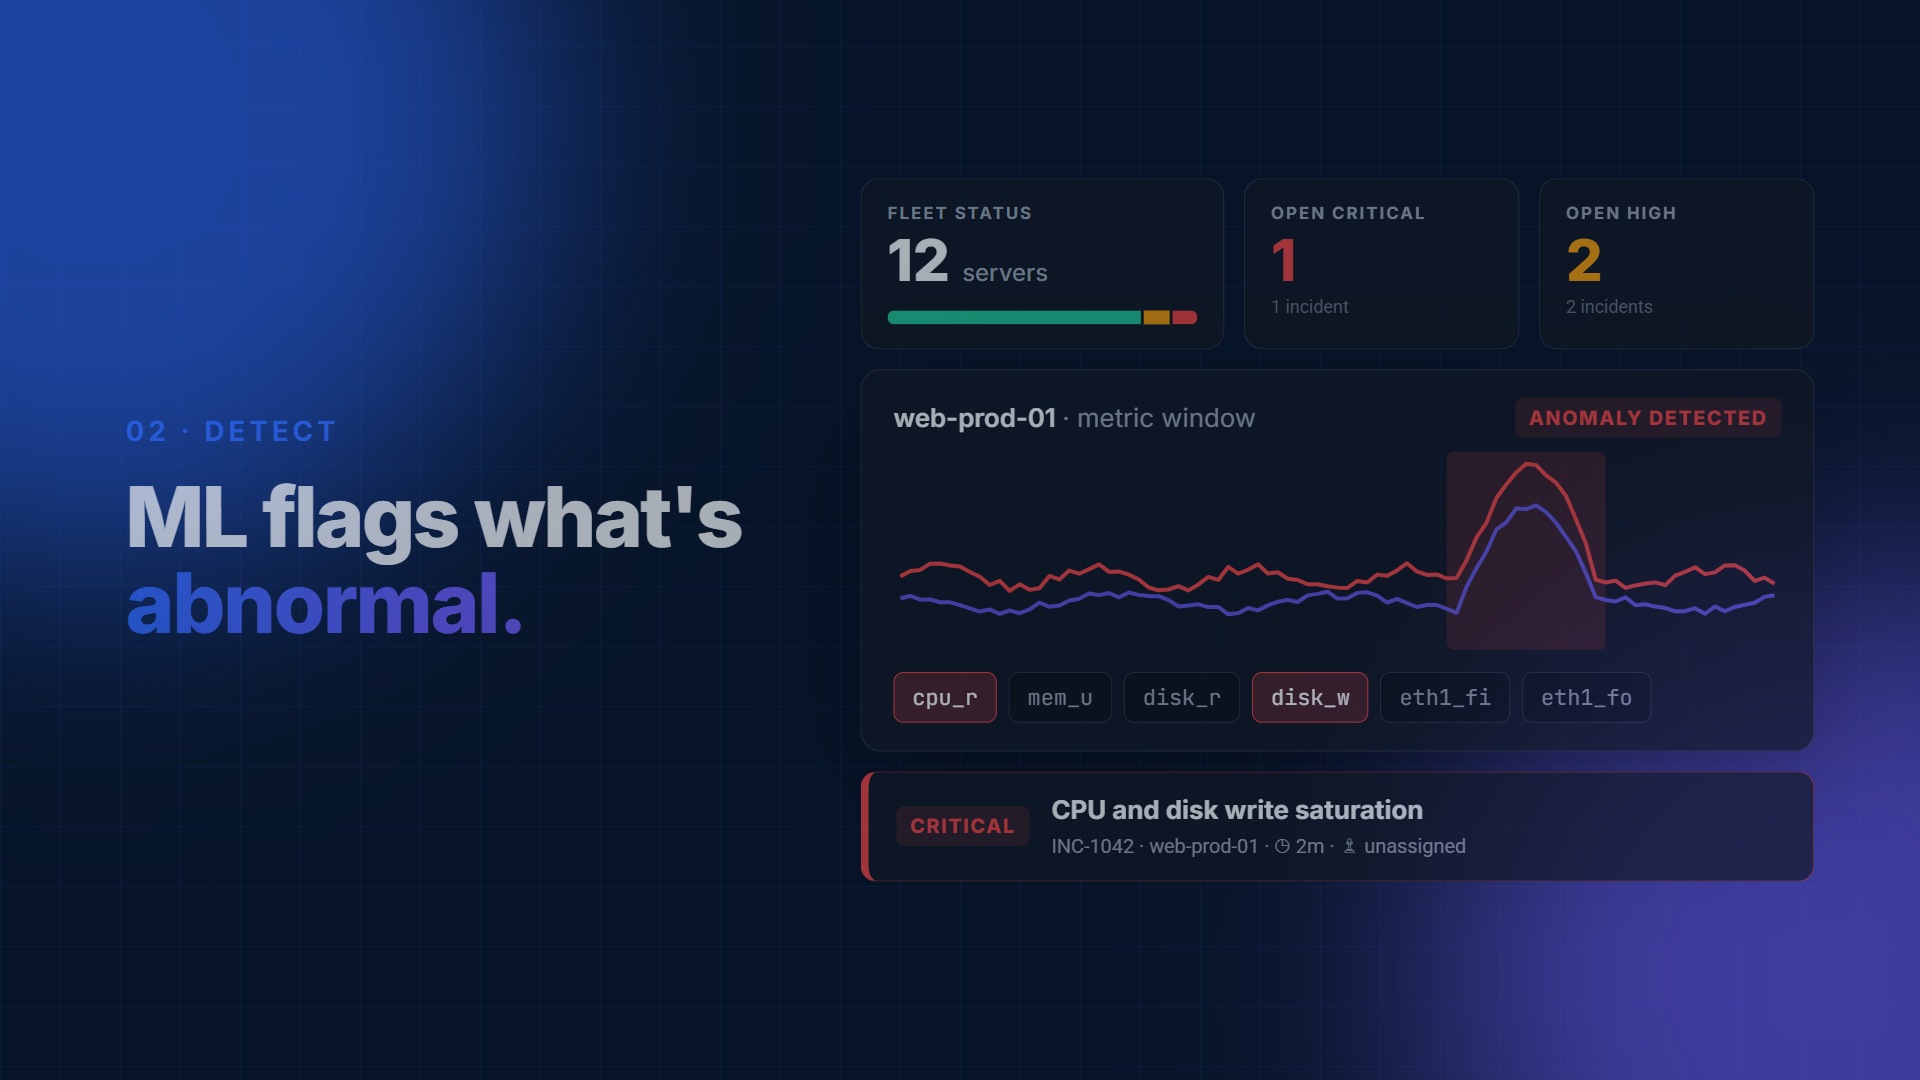 02 · DETECT
ML flags what's
abnormal.
FLEET STATUS
12 servers
OPEN CRITICAL
1
1 incident
OPEN HIGH
2
2 incidents
web-prod-01 · metric window
ANOMALY DETECTED
cpu_r mem_u disk_r disk_w eth1_fi eth1_fo
CRITICAL
CPU and disk write saturation
INC-1042 · web-prod-01 · 2m · unassigned